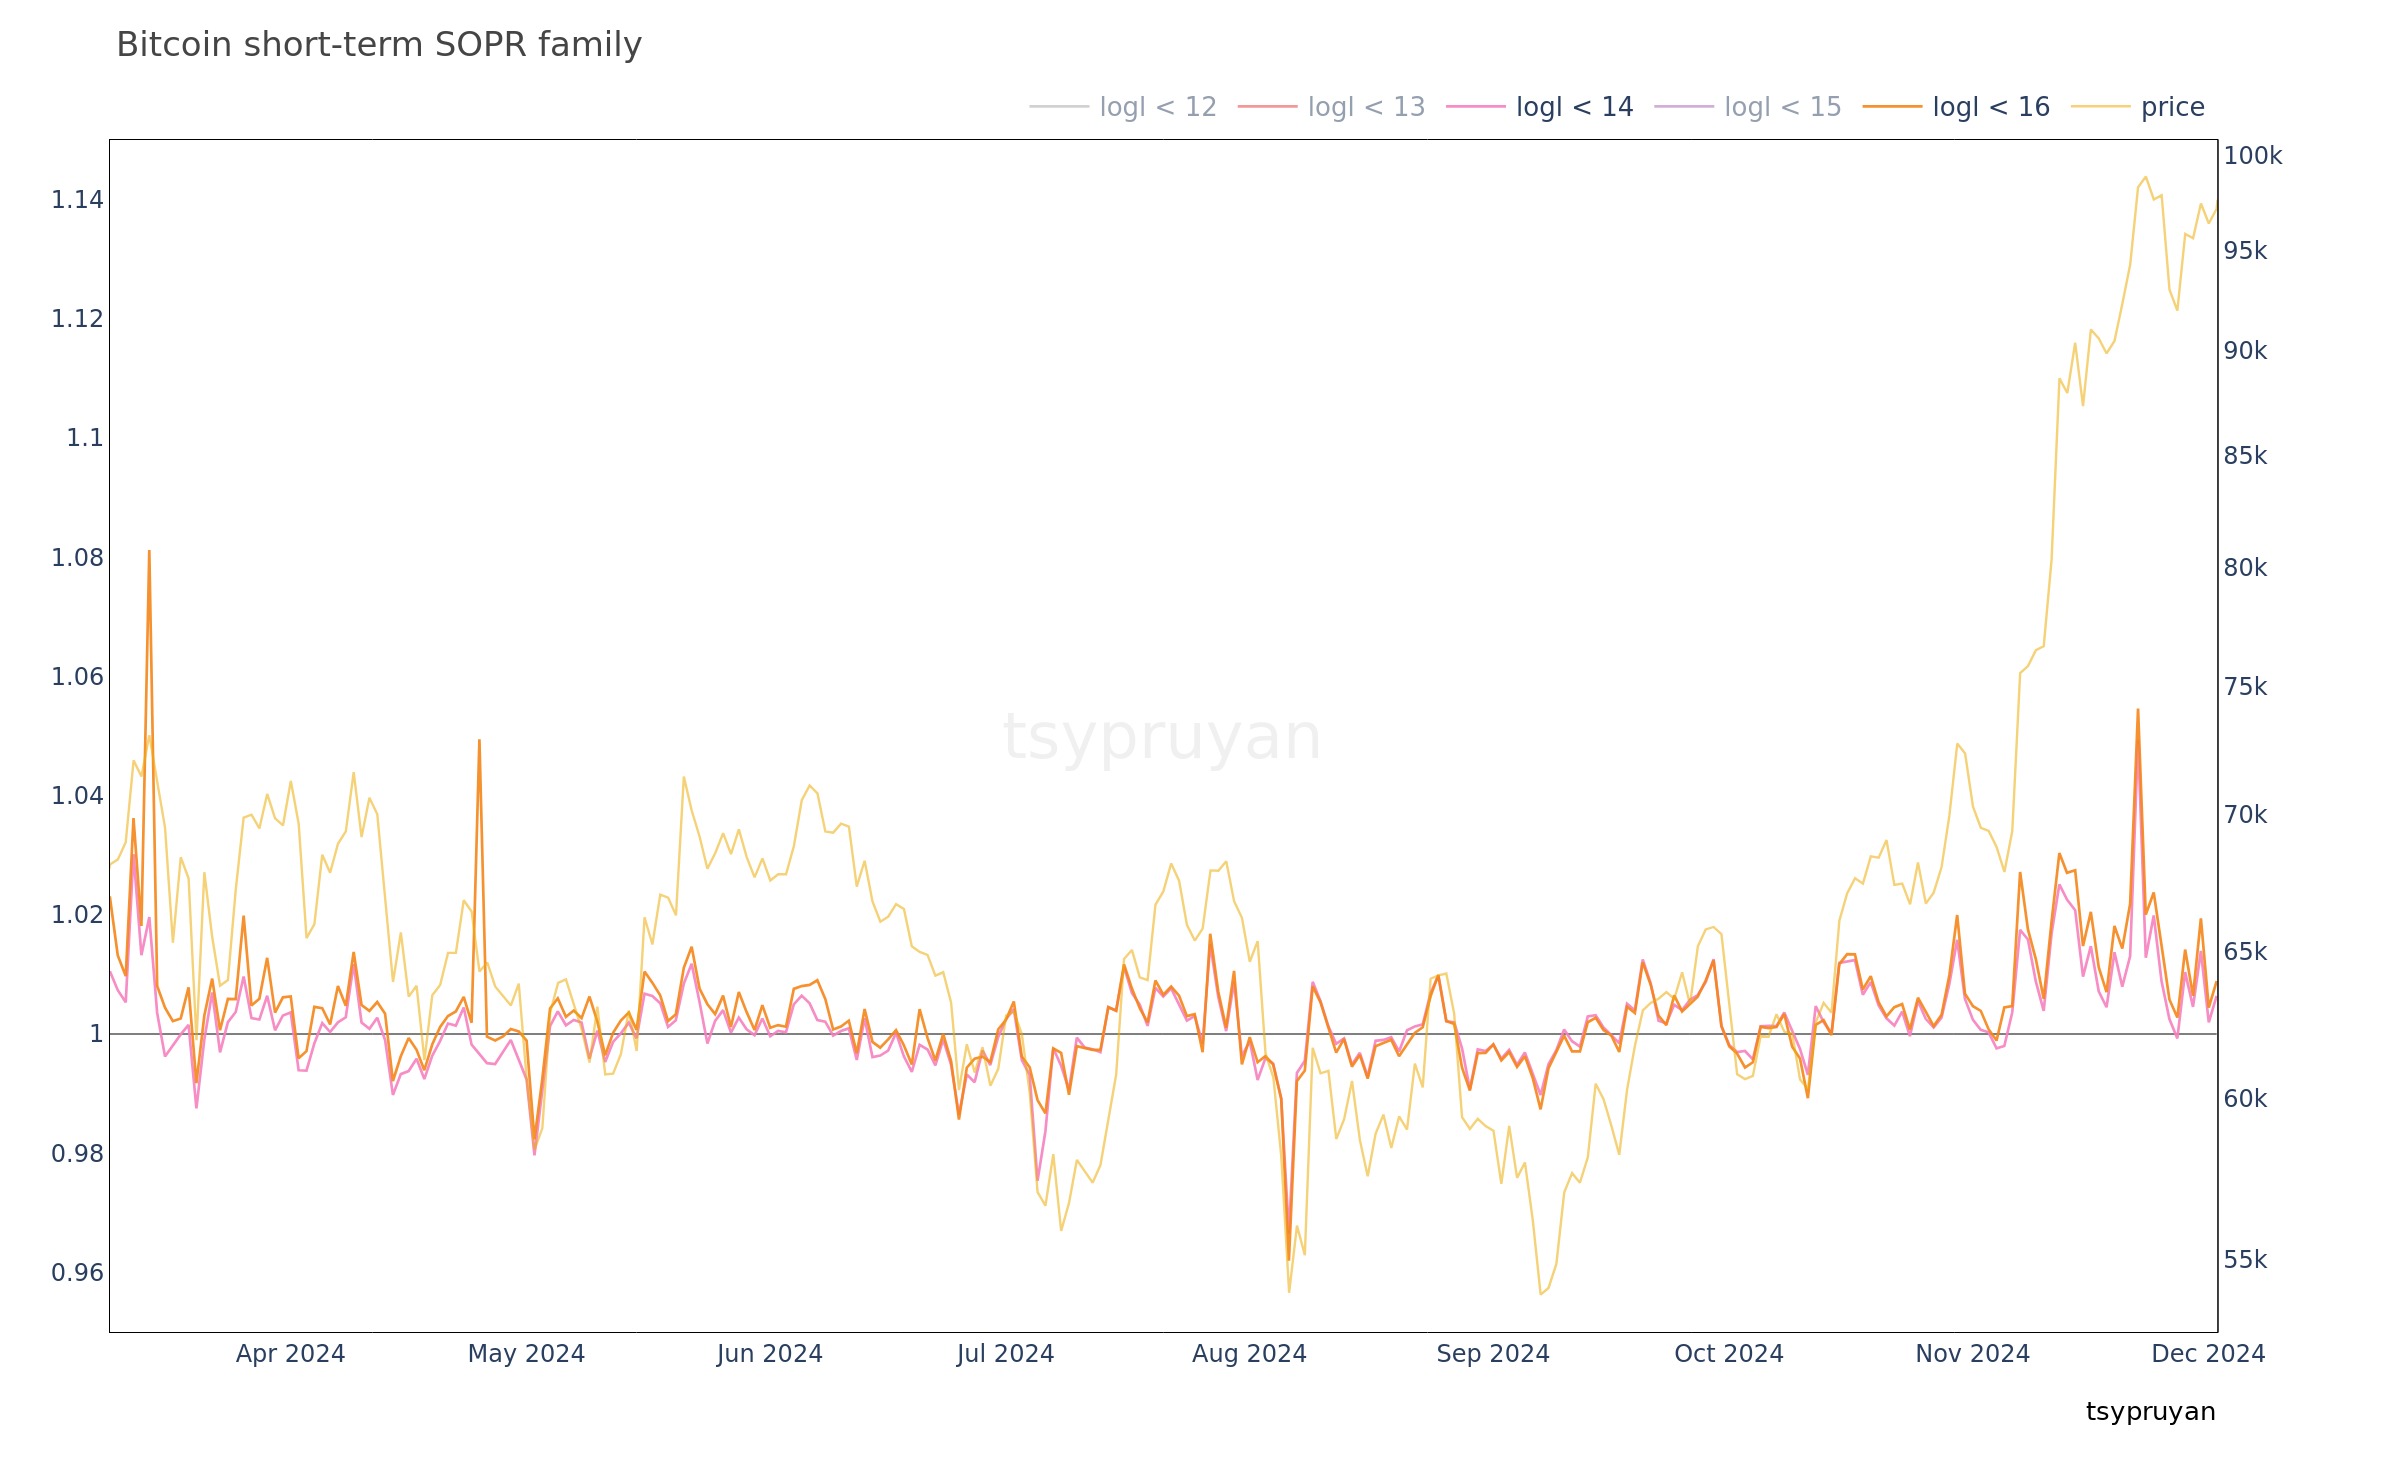 Bitcoin short-term SOPR family
logl < 12 logl < 13 logl < 14 logl < 15 logl < 16 price
1.14
1.12
1.1
1.08
1.06
1.04
1.02
1
0.98
0.96
100k
95k
90k
85k
80k
75k
70k
65k
60k
55k
tsypruyan
Apr 2024 May 2024 Jun 2024 Jul 2024 Aug 2024 Sep 2024 Oct 2024 Nov 2024 Dec 2024
tsypruyan